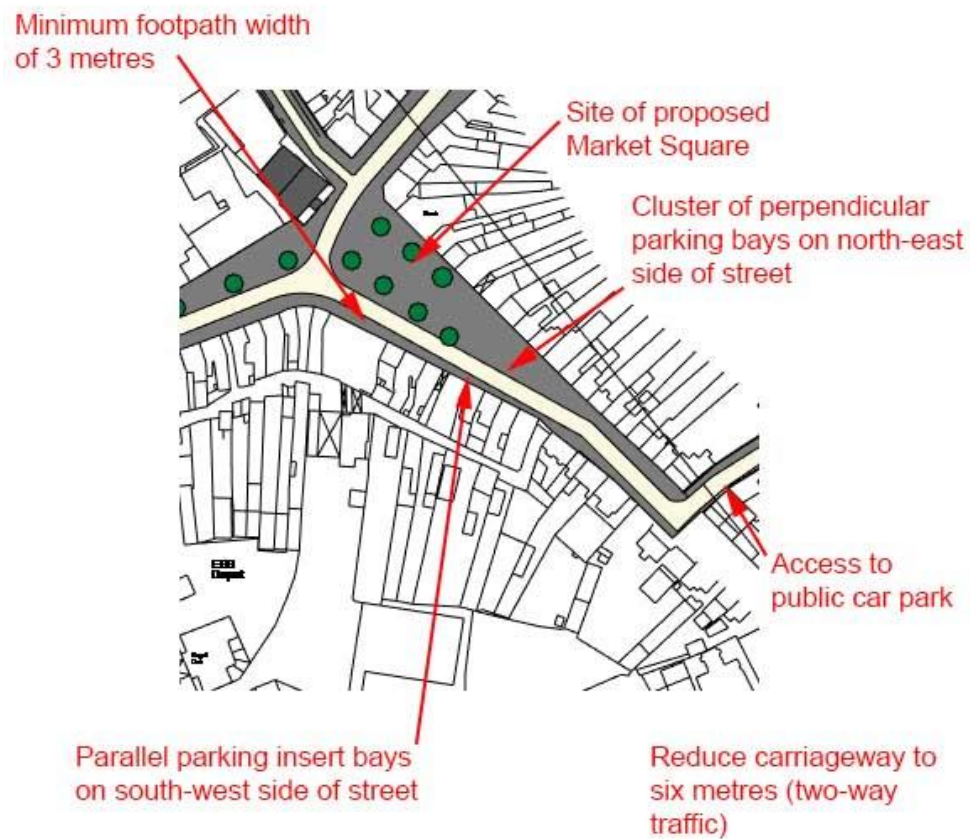 Minimum footpath width
of 3 metres
Site of proposed
Market Square
Cluster of perpendicular
parking bays on north-east
side of street
Access to
public car park
Parallel parking insert bays
on south-west side of street
Reduce carriageway to
six metres (two-way
traffic)